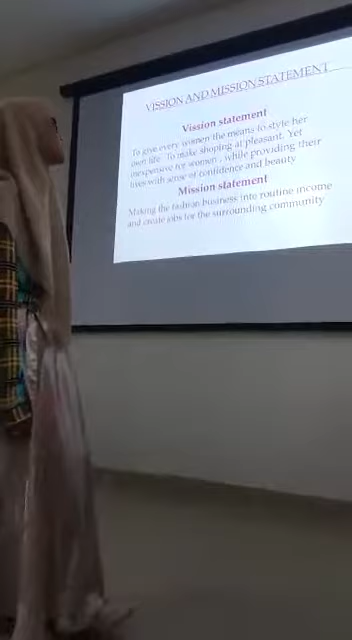 VISSION AND MISSION STATEMENT
Vission statement
To give every women the means to style her
own life. To make shoping at pleasant. Yet
inexpensive for women , while providing their
lives with sense of confidence and beauty
Mission statement
Making the fashion business into routine income
and create jobs for the surrounding community